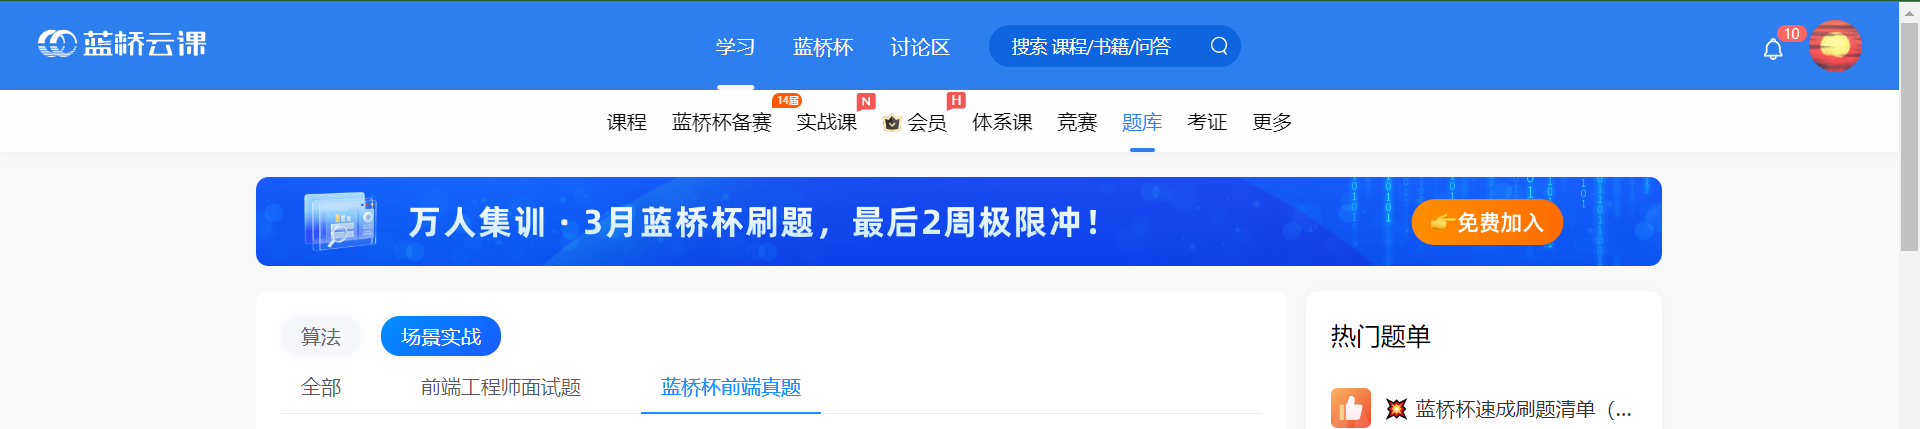 蓝桥云课
学习 蓝桥杯 讨论区 搜索 课程/书籍/问答 10
课程 蓝桥杯备赛 14届 实战课 N 会员 H 体系课 竞赛 题库 考证 更多
万人集训 · 3月蓝桥杯刷题，最后2周极限冲！ 免费加入
算法 场景实战
全部 前端工程师面试题 蓝桥杯前端真题
热门题单
蓝桥杯速成刷题清单（...